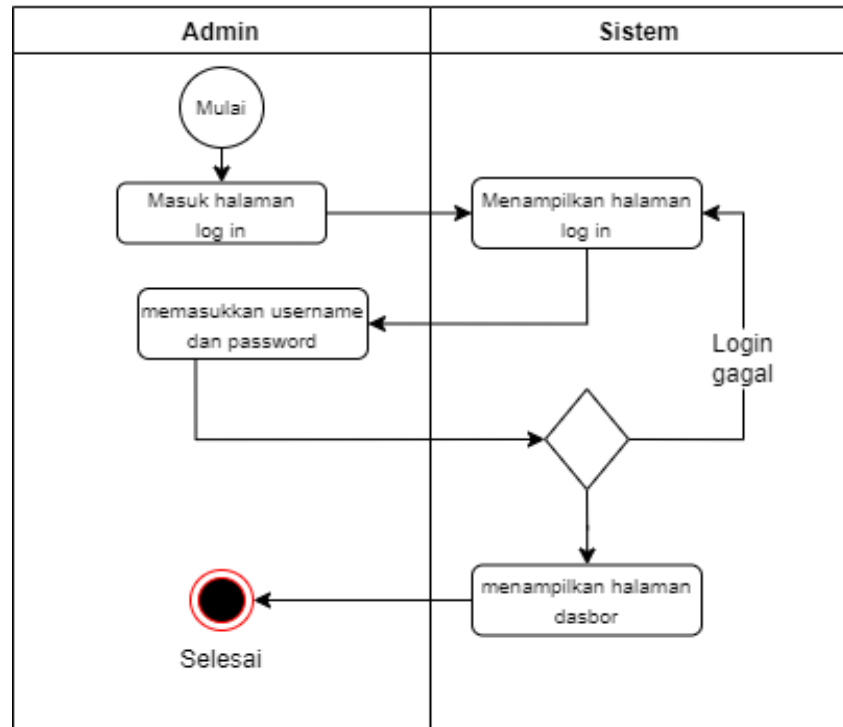 Admin
Sistem
Mulai
Masuk halaman
log in
Menampilkan halaman
log in
memasukkan username
dan password
Login
gagal
menampilkan halaman
dasbor
Selesai